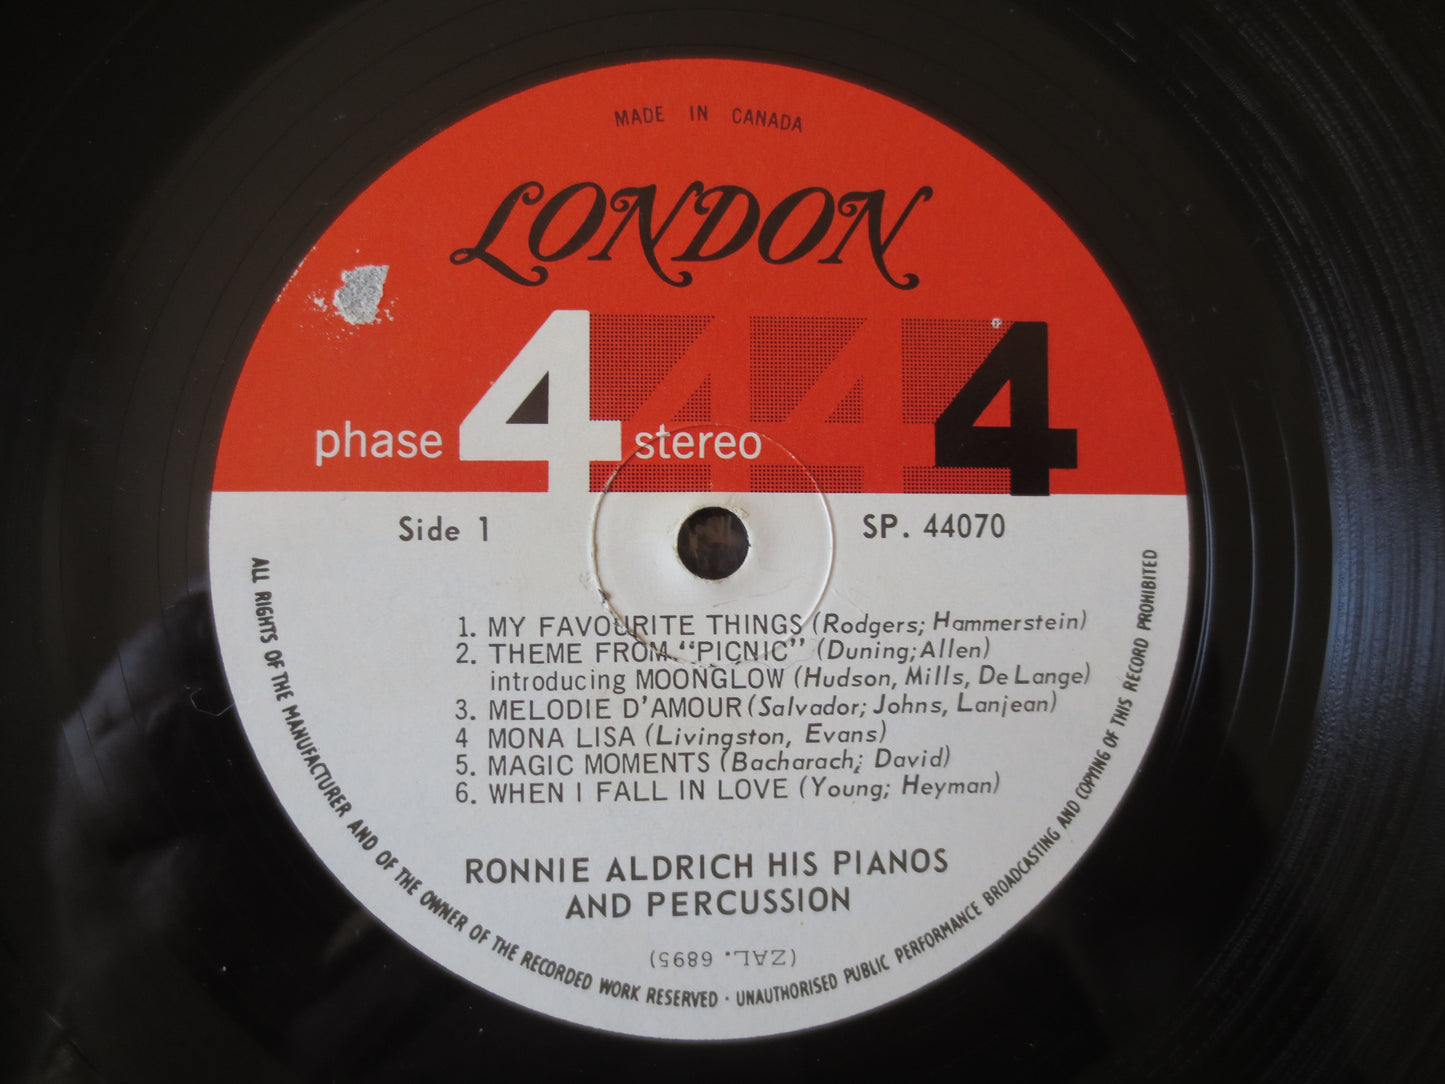 MADE IN CANADA
LONDON
phase 4 stereo 4 4 4
Side 1
SP. 44070
1. MY FAVOURITE THINGS (Rodgers; Hammerstein)
2. THEME FROM "PICNIC" (Duning; Allen)
introducing MOONGLOW (Hudson, Mills, De Lange)
3. MELODIE D'AMOUR (Salvador; Johns, Lanjean)
4 MONA LISA (Livingston, Evans)
5. MAGIC MOMENTS (Bacharach; David)
6. WHEN I FALL IN LOVE (Young; Heyman)
RONNIE ALDRICH HIS PIANOS
AND PERCUSSION
(ZAL. 6895)
ALL RIGHTS OF THE MANUFACTURER AND OF THE OWNER OF THE RECORDED WORK RESERVED · UNAUTHORISED PUBLIC PERFORMANCE BROADCASTING AND COPYING OF THIS RECORD PROHIBITED